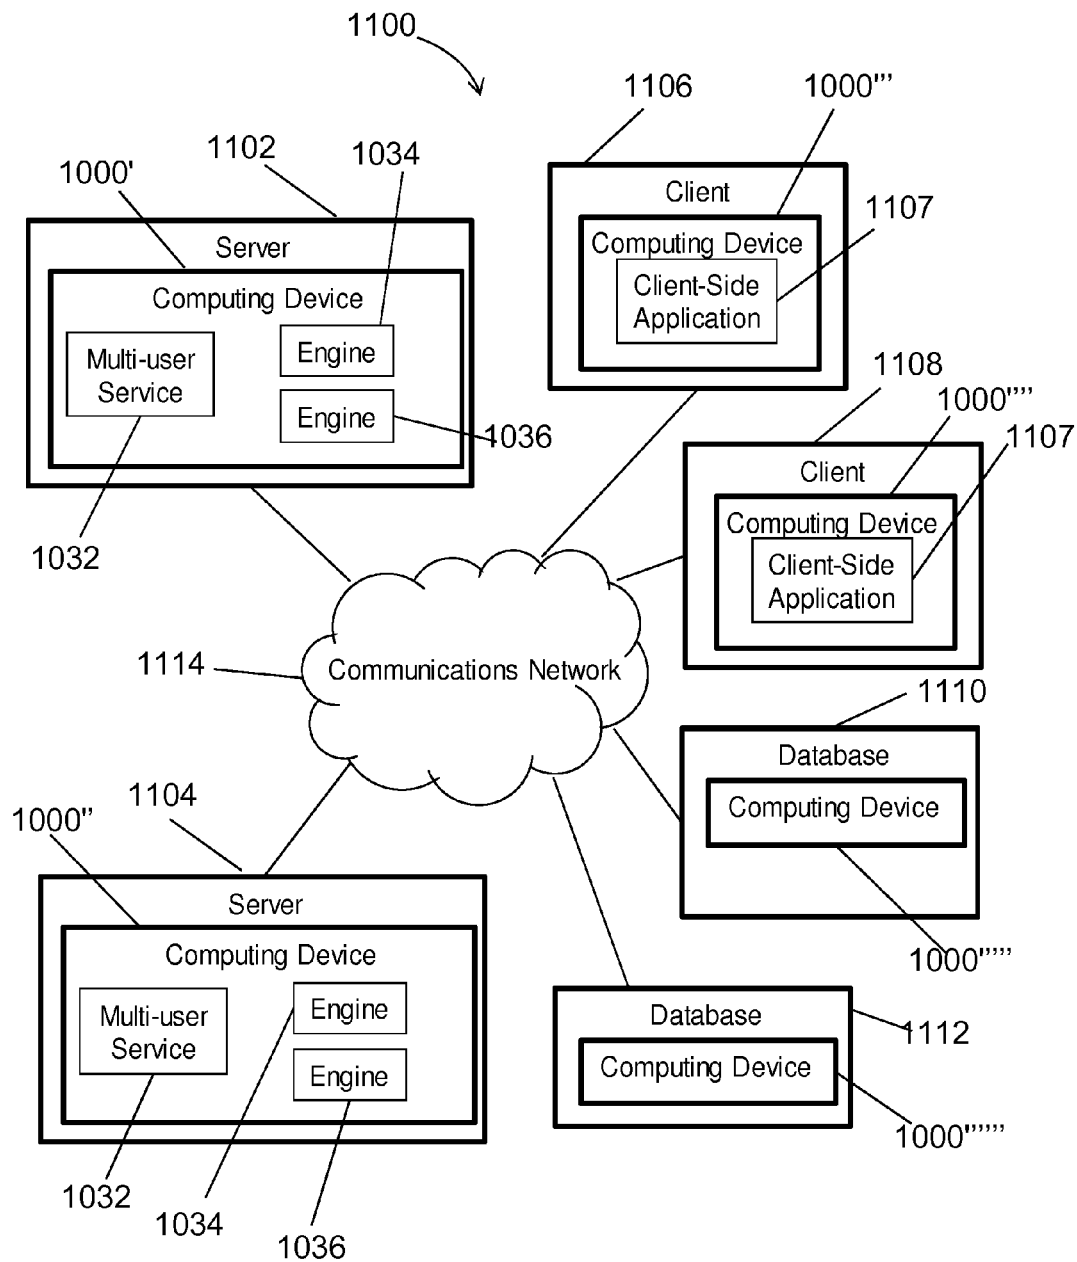 1100
1106
1000'''
1102
1034
1000'
Client
1107
Server
Computing Device
Client-Side
Application
Computing Device
Multi-user
Service
Engine
Engine
1036
1108
1000''''
1107
Client
Computing Device
Client-Side
Application
1032
1114
Communications Network
1110
Database
Computing Device
1000'''''
1104
1000''
Server
Computing Device
Multi-user
Service
Engine
Engine
1032
1034
1036
Database
1112
Computing Device
1000''''''